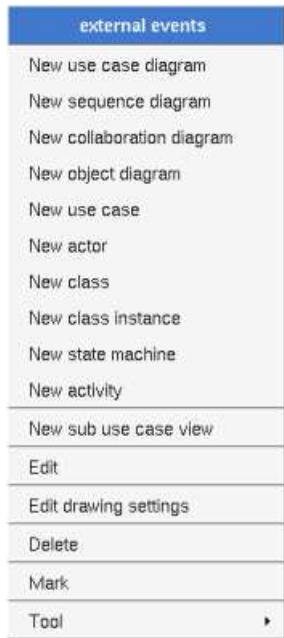 external events
New use case diagram
New sequence diagram
New collaboration diagram
New object diagram
New use case
New actor
New class
New class instance
New state machine
New activity
New sub use case view
Edit
Edit drawing settings
Delete
Mark
Tool